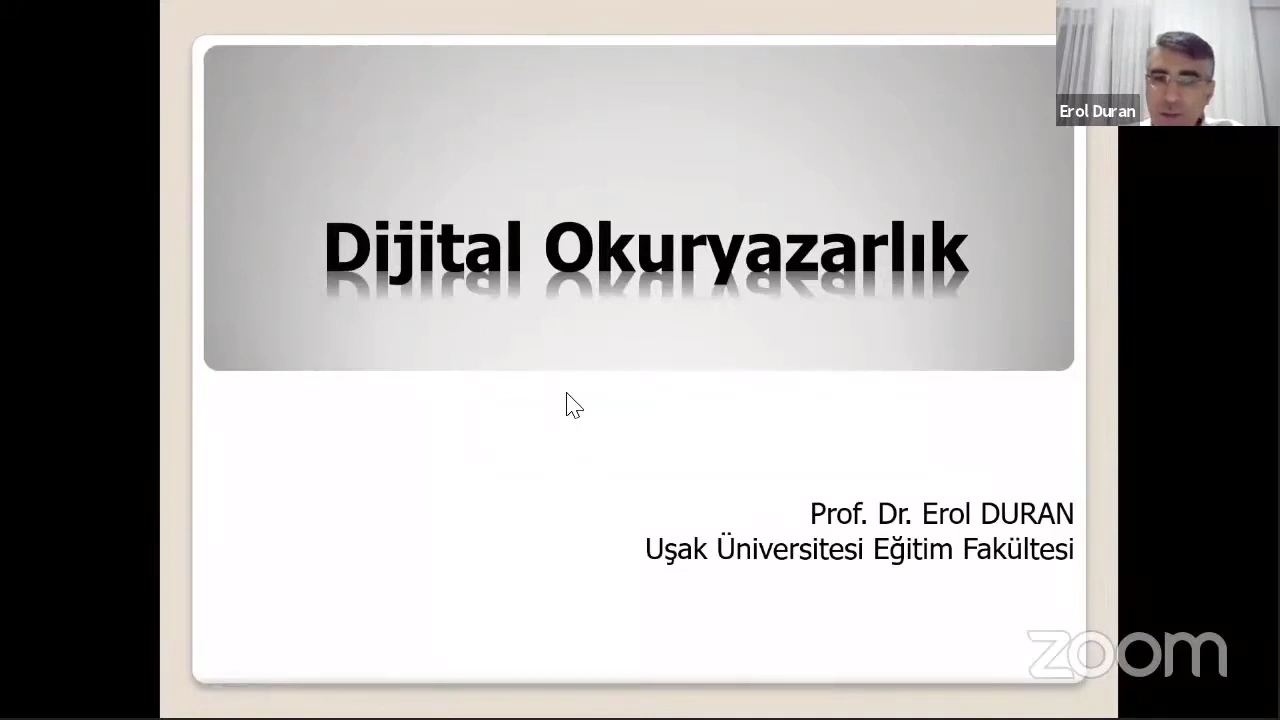 Erol Duran
Dijital Okuryazarlık
Prof. Dr. Erol DURAN
Uşak Üniversitesi Eğitim Fakültesi
zoom